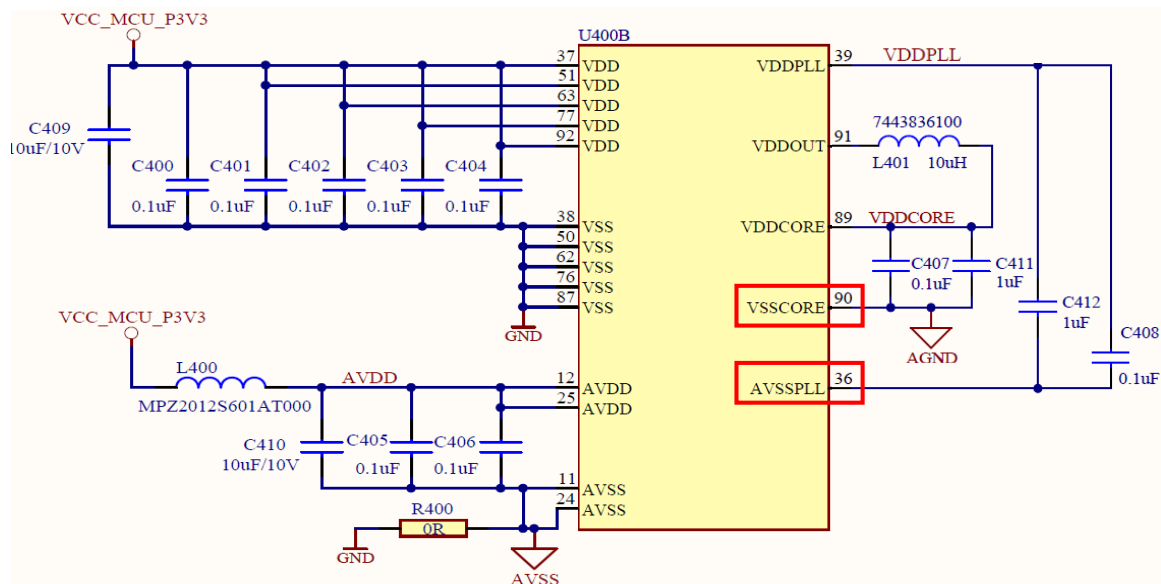 VCC_MCU_P3V3
U400B
37 VDD
51 VDD
63 VDD
77 VDD
92 VDD
C409
10uF/10V
C400
0.1uF
C401
0.1uF
C402
0.1uF
C403
0.1uF
C404
0.1uF
38 VSS
50 VSS
62 VSS
76 VSS
87 VSS
GND
VCC_MCU_P3V3
L400
MPZ2012S601AT000
AVDD
12 AVDD
25 AVDD
C410
10uF/10V
C405
0.1uF
C406
0.1uF
11 AVSS
24 AVSS
R400
0R
GND
AVSS
VDDPLL 39 VDDPLL
VDDOUT 91
7443836100
L401 10uH
VDDCORE 89 VDDCORE
C407
0.1uF
C411
1uF
VSSCORE 90
AGND
C412
1uF
C408
0.1uF
AVSSPLL 36